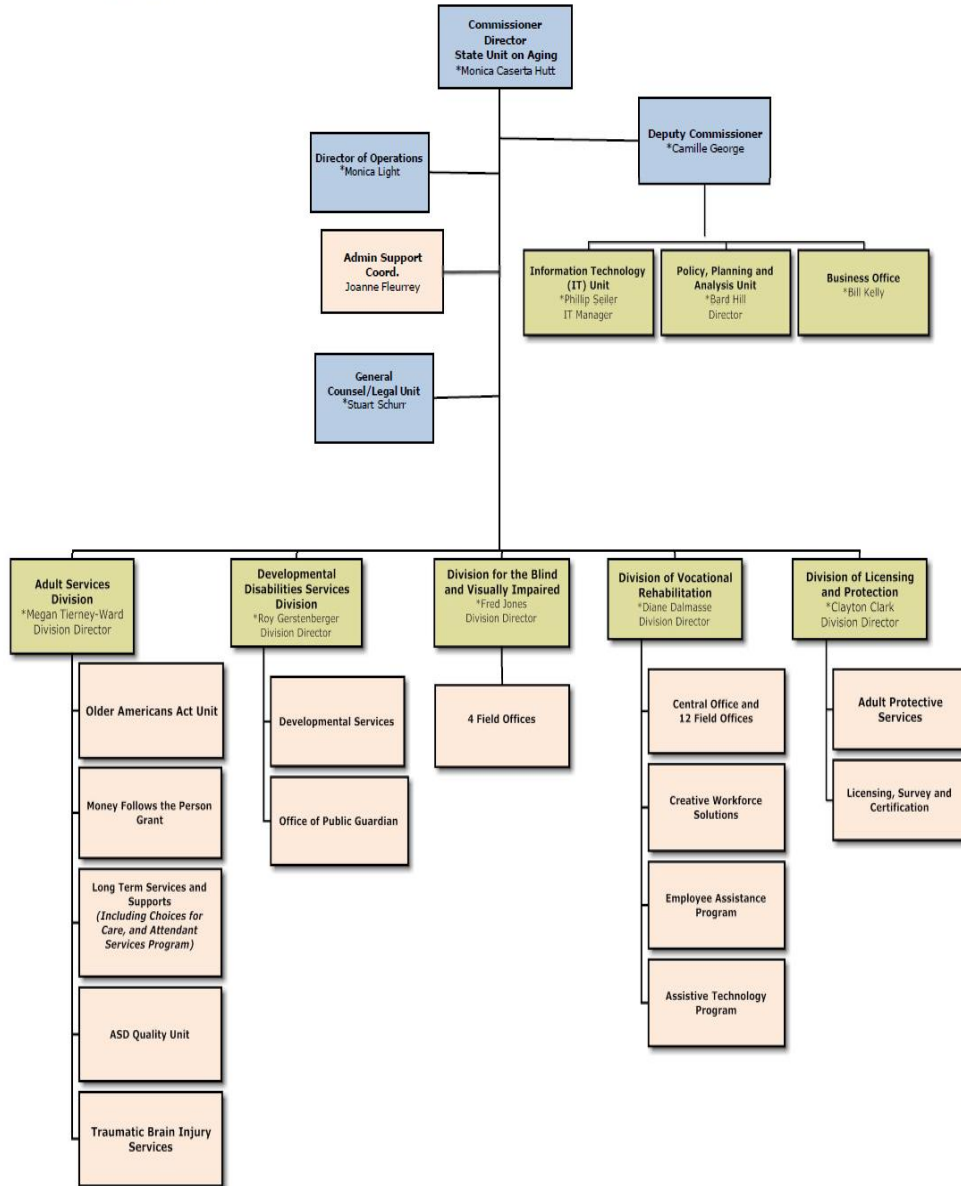 Commissioner
Director
State Unit on Aging
*Monica Caserta Hutt
Deputy Commissioner
*Camille George
Director of Operations
*Monica Light
Admin Support
Coord.
Joanne Fleurrey
Information Technology
(IT) Unit
*Phillip Seiler
IT Manager
Policy, Planning and
Analysis Unit
*Bard Hill
Director
Business Office
*Bill Kelly
General
Counsel/Legal Unit
*Stuart Schurr
Adult Services
Division
*Megan Tierney-Ward
Division Director
Developmental
Disabilities Services
Division
*Roy Gerstenberger
Division Director
Division for the Blind
and Visually Impaired
*Fred Jones
Division Director
Division of Vocational
Rehabilitation
*Diane Dalmasse
Division Director
Division of Licensing
and Protection
*Clayton Clark
Division Director
Older Americans Act Unit
Money Follows the Person
Grant
Long Term Services and
Supports
(Including Choices for
Care, and Attendant
Services Program)
ASD Quality Unit
Traumatic Brain Injury
Services
Developmental Services
Office of Public Guardian
4 Field Offices
Central Office and
12 Field Offices
Creative Workforce
Solutions
Employee Assistance
Program
Assistive Technology
Program
Adult Protective
Services
Licensing, Survey and
Certification